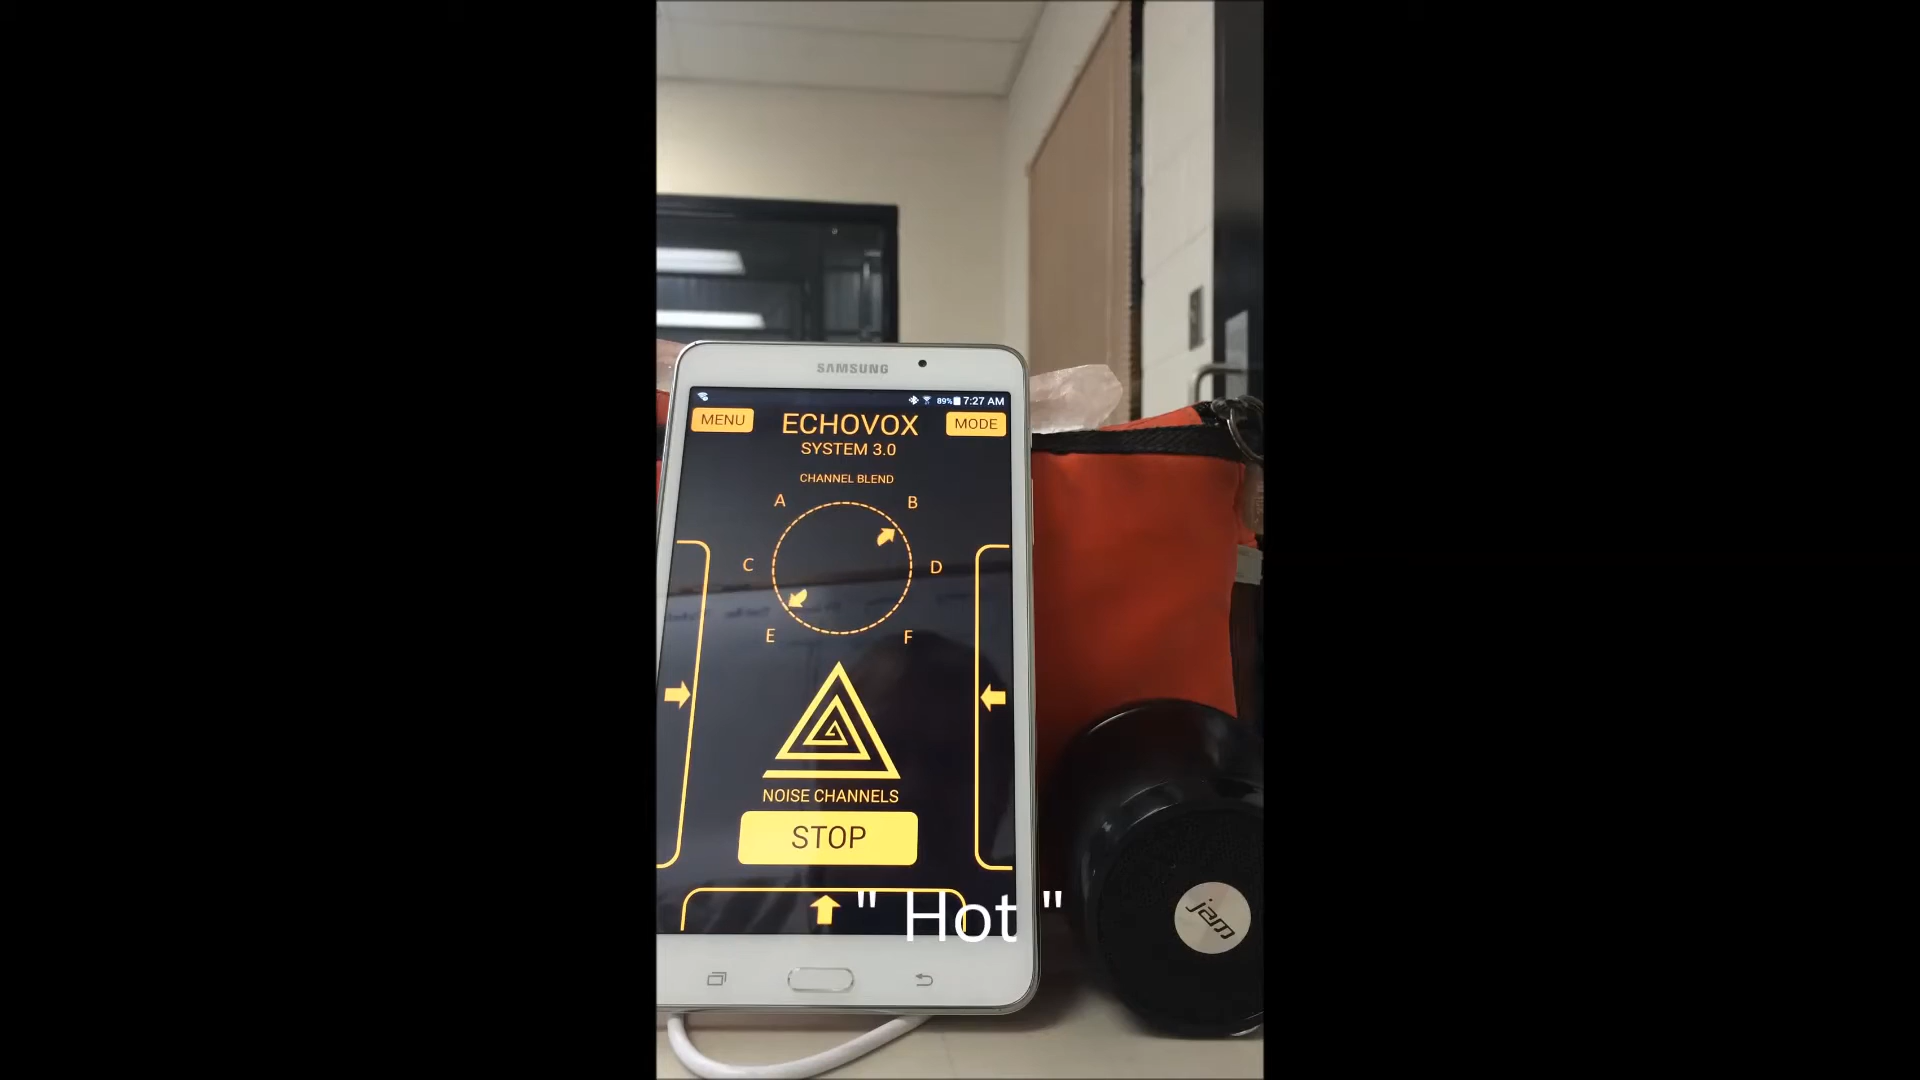 SAMSUNG
89% 7:27 AM
MENU
ECHOVOX
MODE
SYSTEM 3.0
CHANNEL BLEND
A B
C D
E F
NOISE CHANNELS
STOP
" Hot "
jam